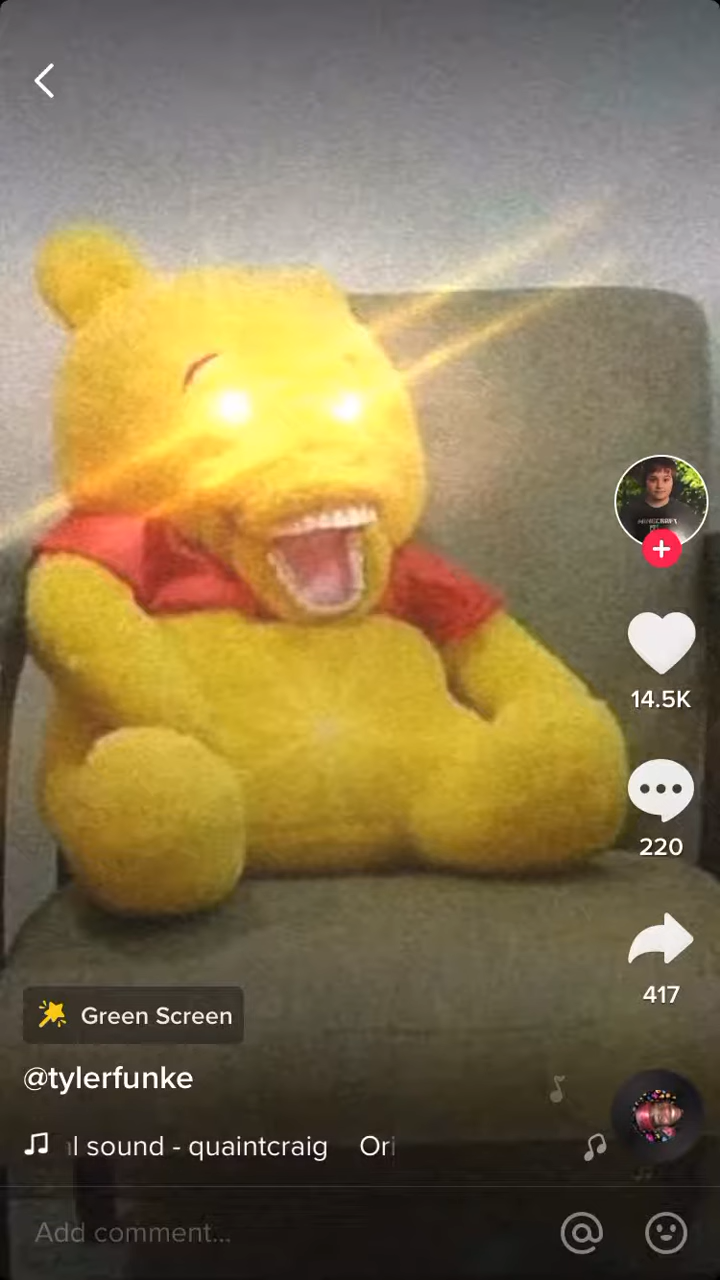 14.5K
220
417
Green Screen
@tylerfunke
l sound - quaintcraig Ori
Add comment...